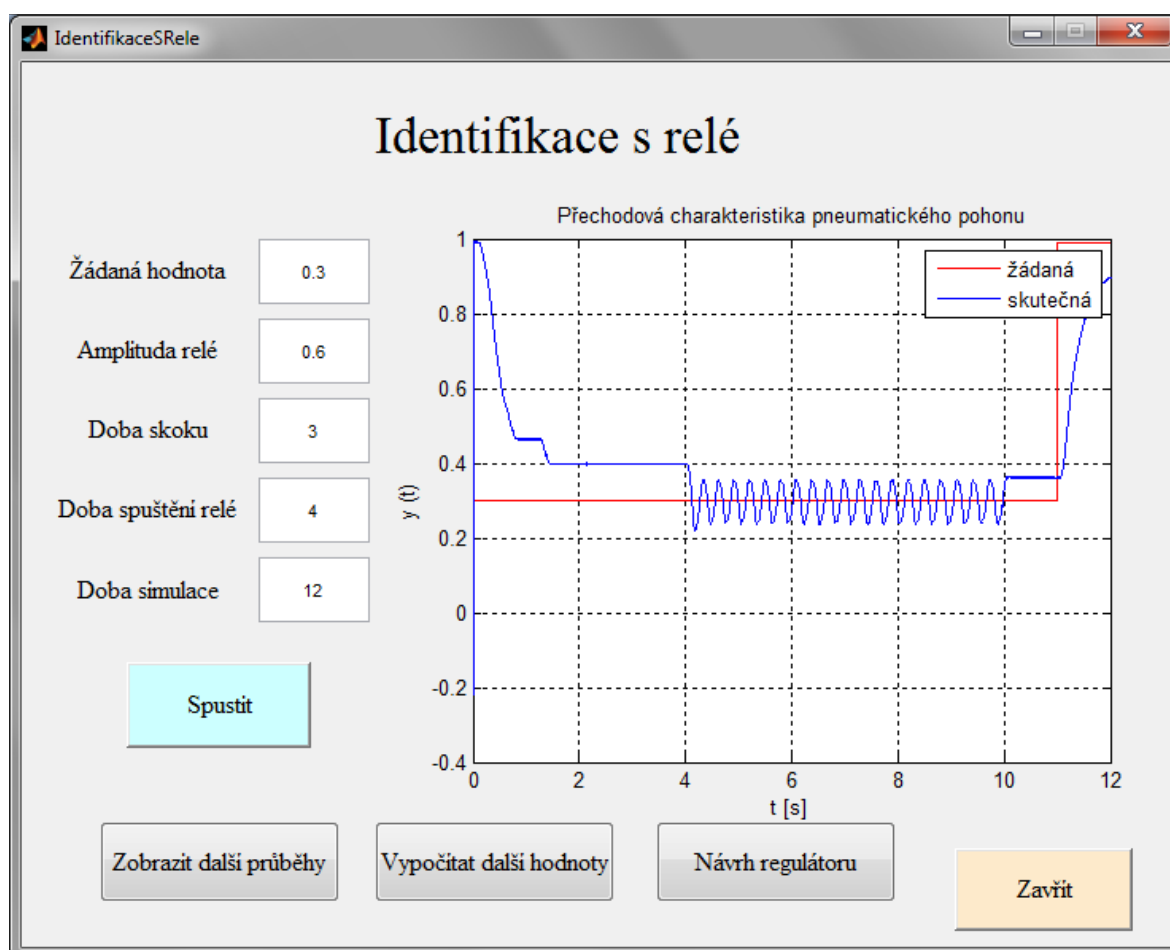 IdentifikaceSRele
Identifikace s relé
Žádaná hodnota
0.3
Amplituda relé
0.6
Doba skoku
3
Doba spuštění relé
4
Doba simulace
12
Spustit
Přechodová charakteristika pneumatického pohonu
žádaná
skutečná
1
0.8
0.6
0.4
0.2
0
-0.2
-0.4
y (t)
0 2 4 6 8 10 12
t [s]
Zobrazit další průběhy
Vypočítat další hodnoty
Návrh regulátoru
Zavřít